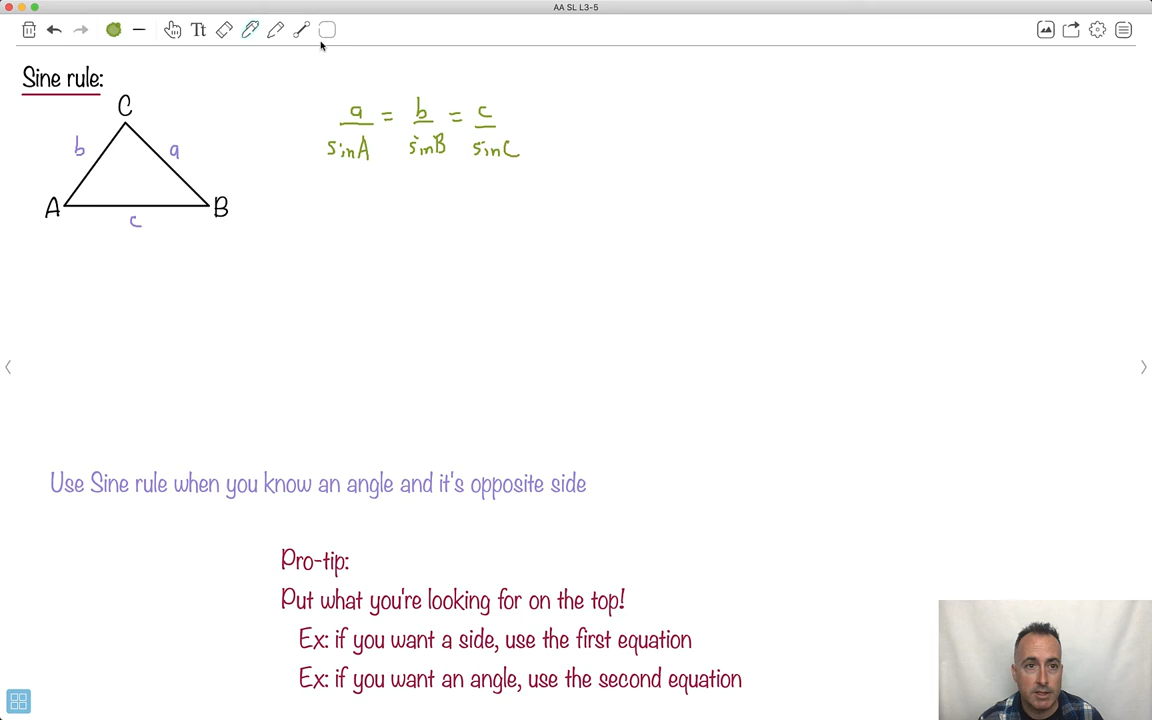 AA SL L3-5
Tt
Sine rule:
C
b
a
A
B
c
a/sinA = b/sinB = c/sinC
Use Sine rule when you know an angle and it's opposite side
Pro-tip:
Put what you're looking for on the top!
Ex: if you want a side, use the first equation
Ex: if you want an angle, use the second equation